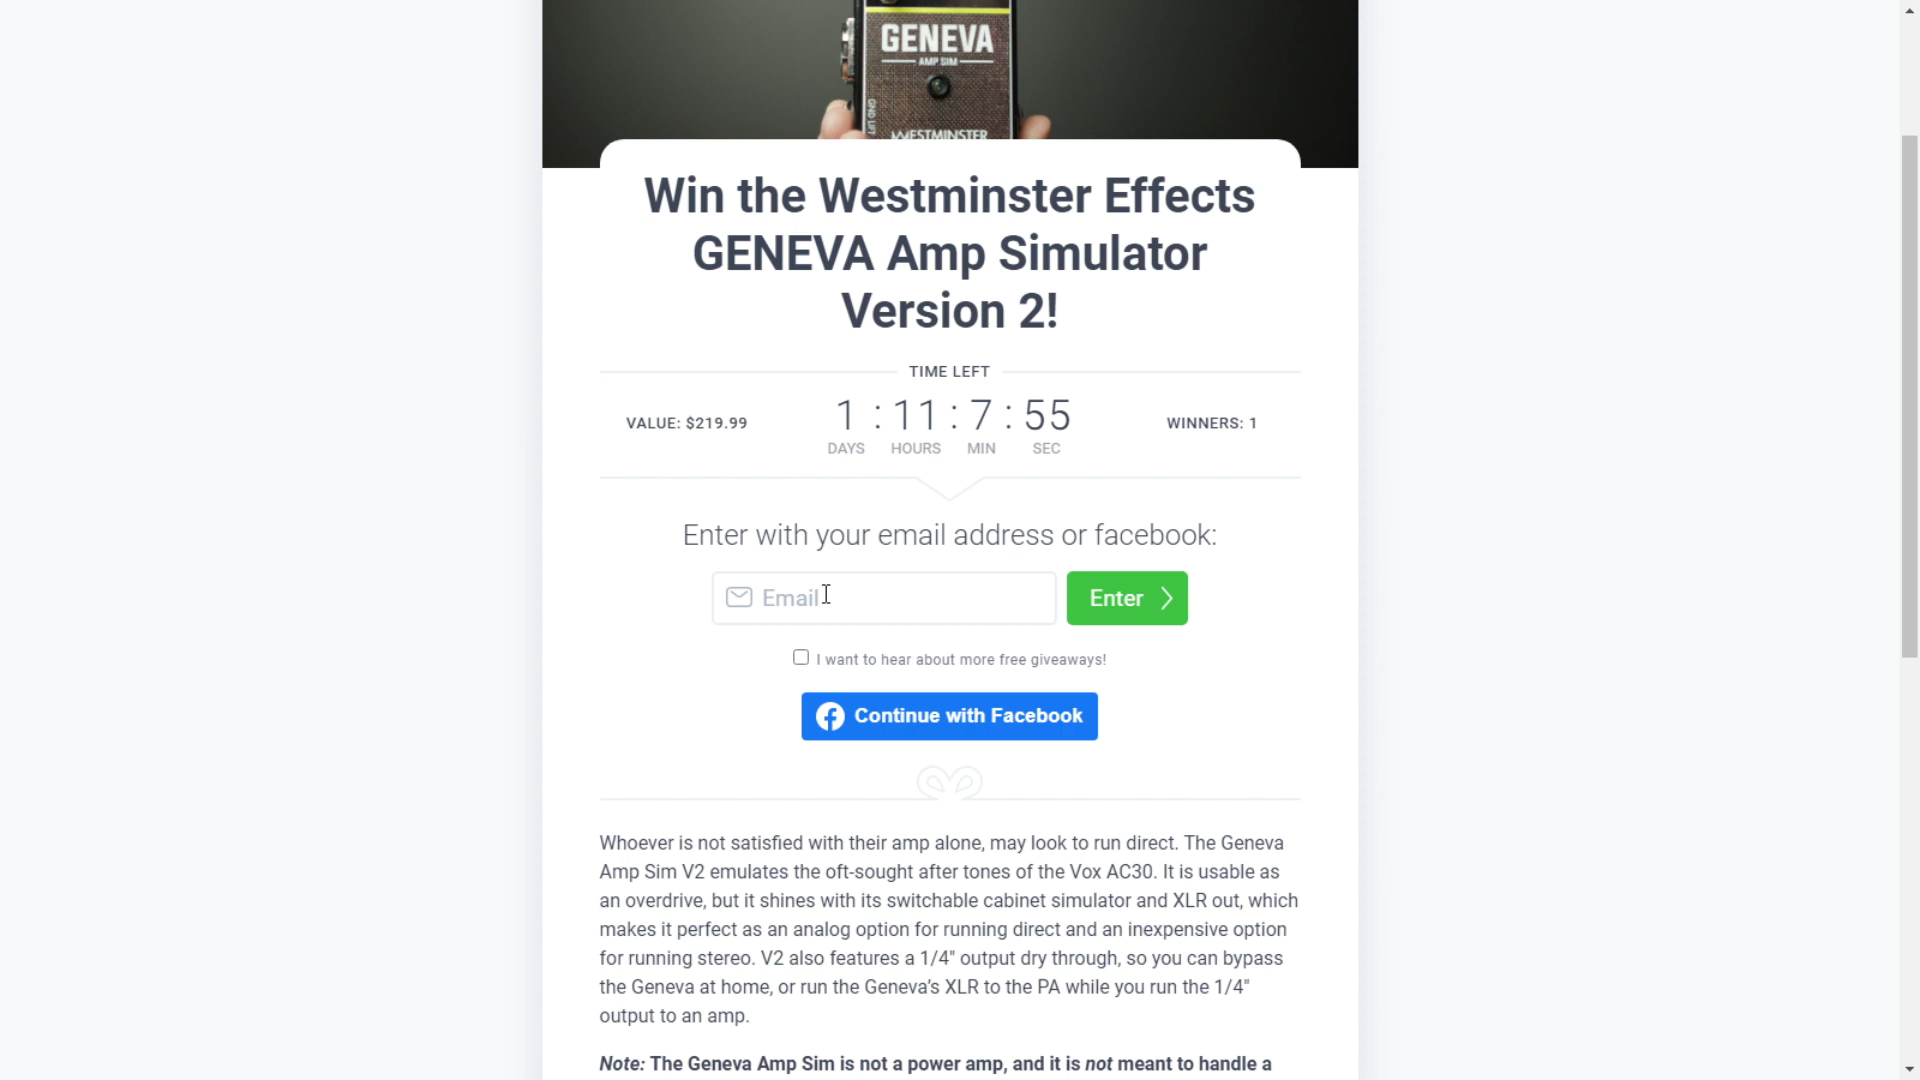 GENEVA
AMP SIM
GND LIFT
WESTMINSTER
Win the Westminster Effects
GENEVA Amp Simulator
Version 2!
TIME LEFT
VALUE: $219.99
1 : 11 : 7 : 55
WINNERS: 1
DAYS HOURS MIN SEC
Enter with your email address or facebook:
Email
Enter
I want to hear about more free giveaways!
Continue with Facebook
Whoever is not satisfied with their amp alone, may look to run direct. The Geneva
Amp Sim V2 emulates the oft-sought after tones of the Vox AC30. It is usable as
an overdrive, but it shines with its switchable cabinet simulator and XLR out, which
makes it perfect as an analog option for running direct and an inexpensive option
for running stereo. V2 also features a 1/4" output dry through, so you can bypass
the Geneva at home, or run the Geneva’s XLR to the PA while you run the 1/4"
output to an amp.
Note: The Geneva Amp Sim is not a power amp, and it is not meant to handle a